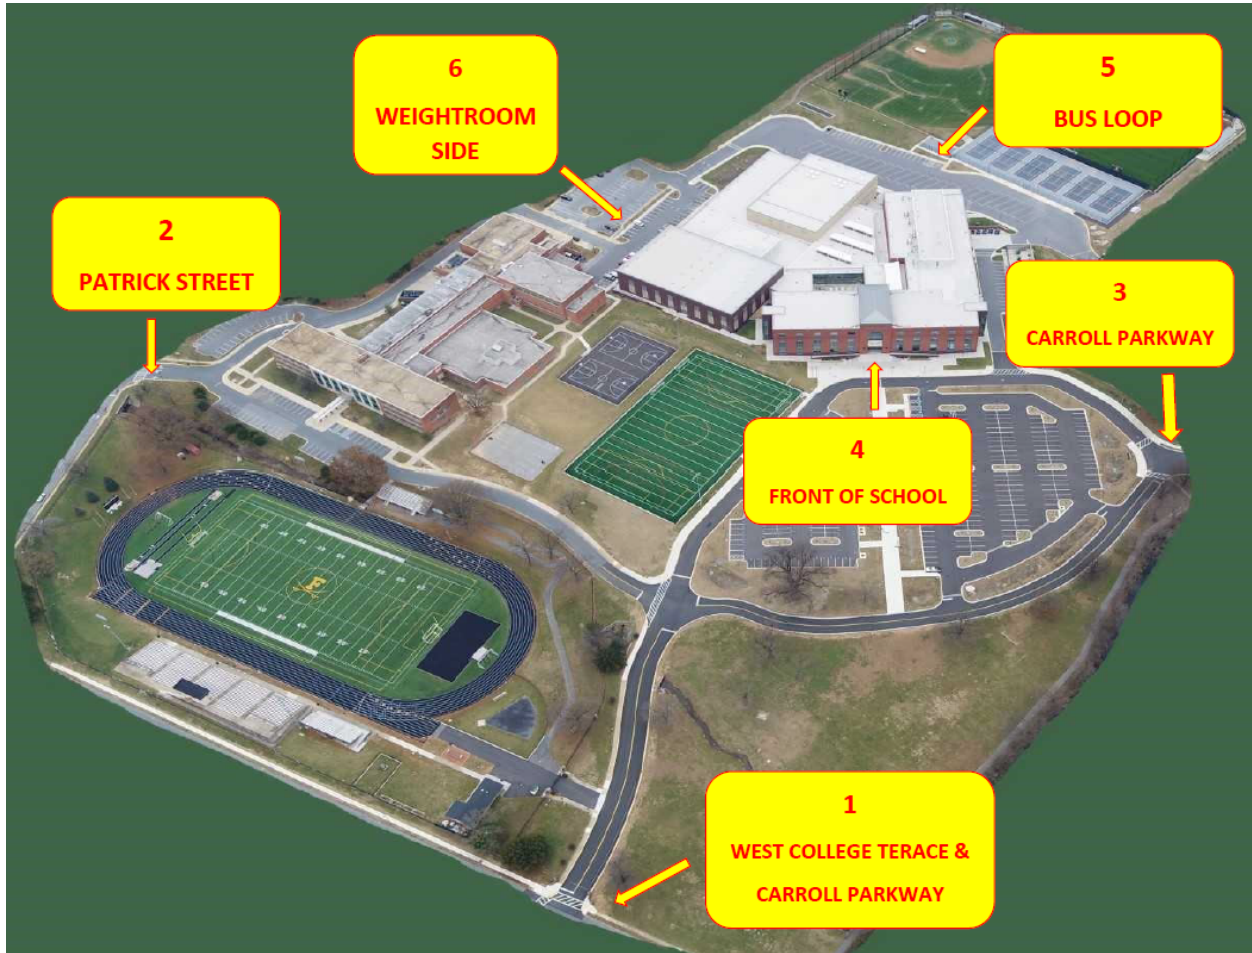 6
WEIGHTROOM
SIDE
5
BUS LOOP
2
PATRICK STREET
3
CARROLL PARKWAY
4
FRONT OF SCHOOL
1
WEST COLLEGE TERACE &
CARROLL PARKWAY